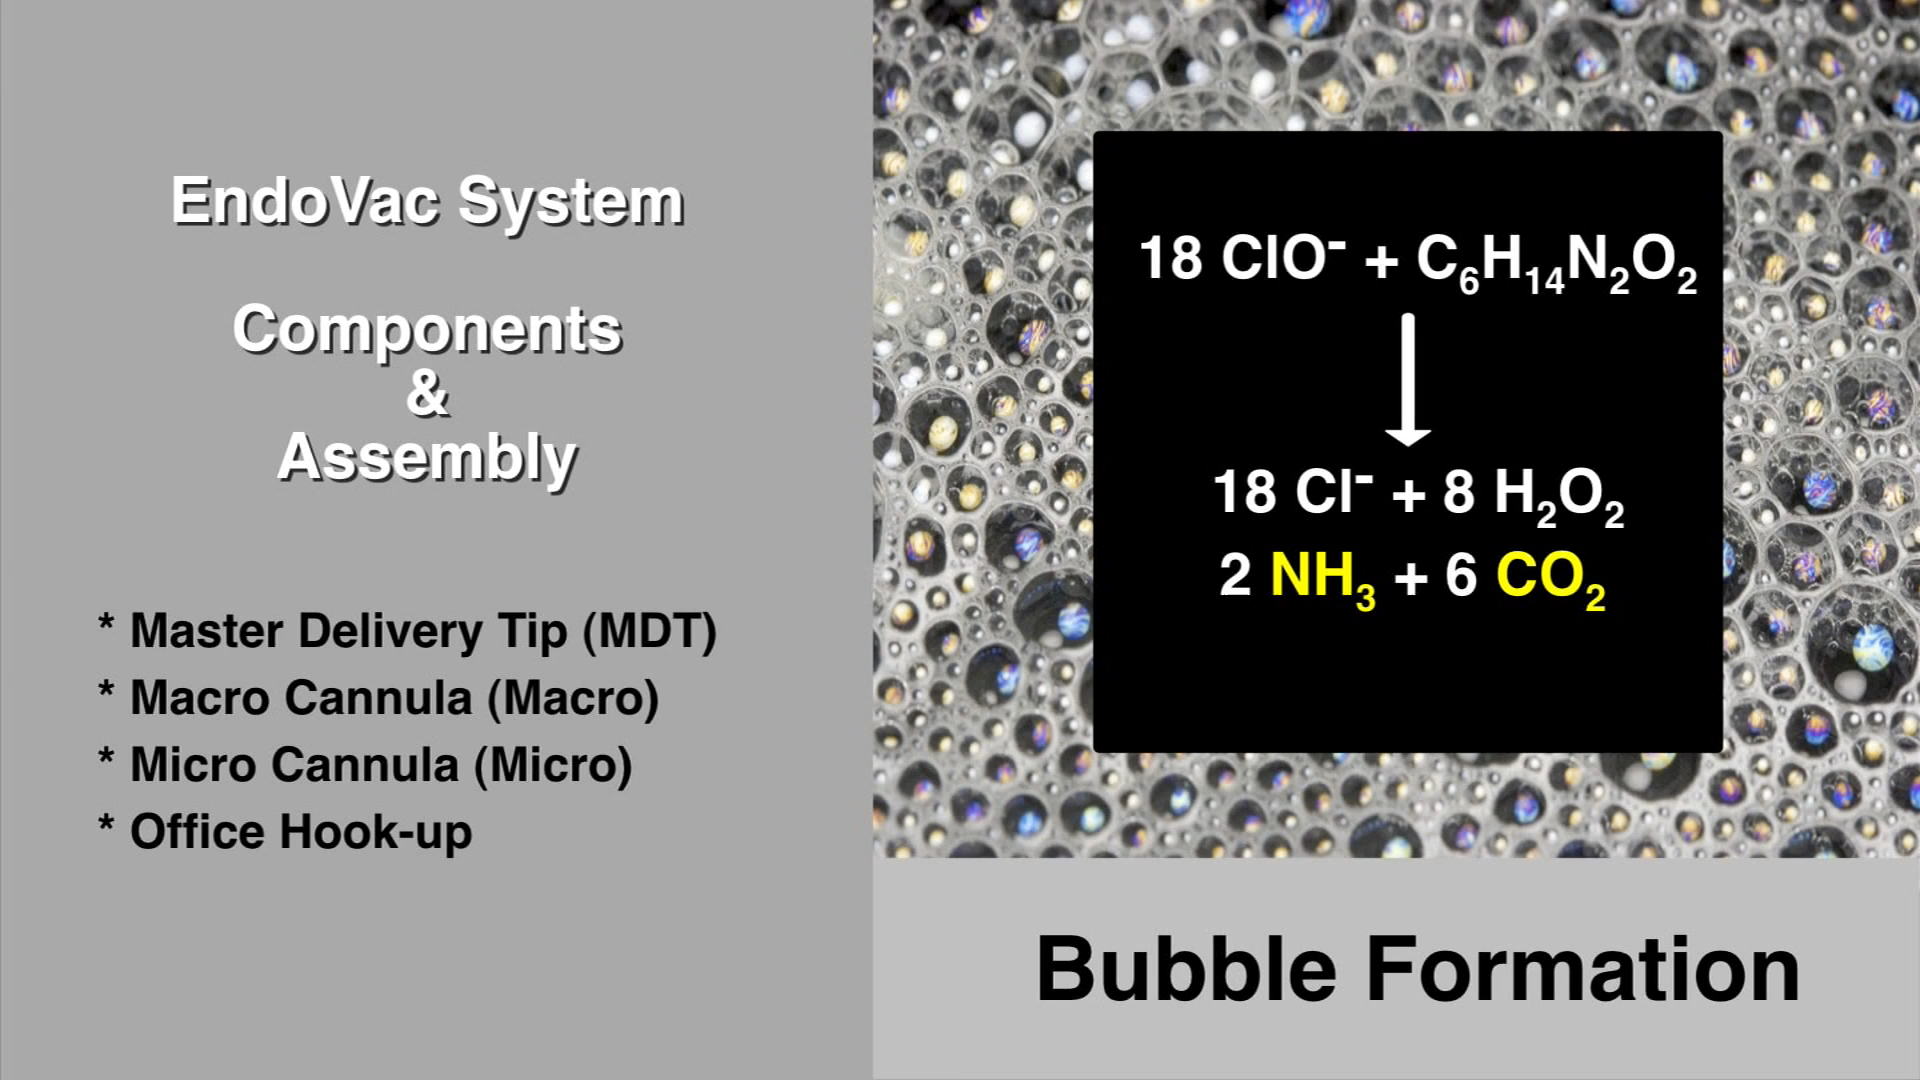 EndoVac System
Components
&
Assembly
* Master Delivery Tip (MDT)
* Macro Cannula (Macro)
* Micro Cannula (Micro)
* Office Hook-up
18 ClO⁻ + C₆H₁₄N₂O₂
18 Cl⁻ + 8 H₂O₂
2 NH₃ + 6 CO₂
Bubble Formation